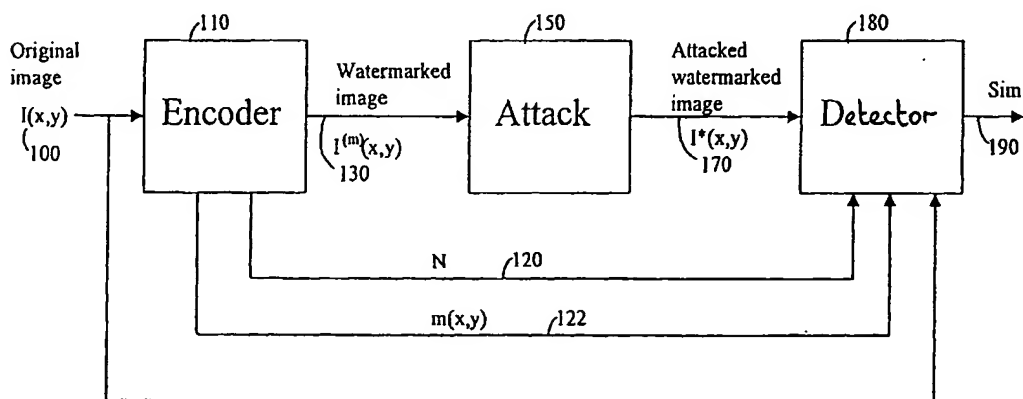 110
150
180
Original
image
I(x,y)
100
Encoder
Watermarked
image
I^(m)(x,y)
130
Attack
Attacked
watermarked
image
I*(x,y)
170
Detector
Sim
190
N
120
m(x,y)
122